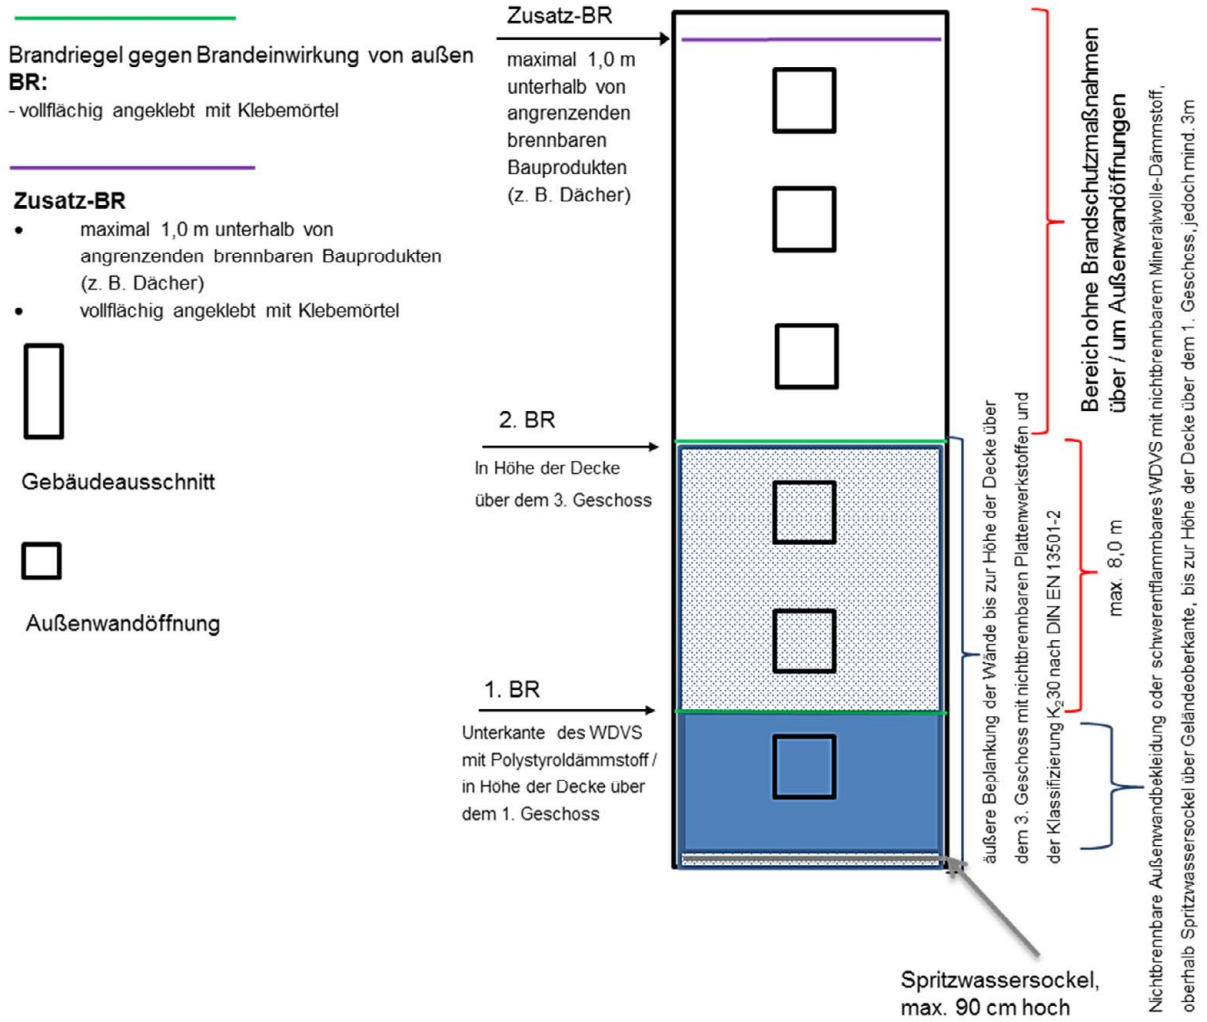 Brandriegel gegen Brandeinwirkung von außen
BR:
- vollflächig angeklebt mit Klebemörtel
Zusatz-BR
• maximal 1,0 m unterhalb von
angrenzenden brennbaren Bauprodukten
(z. B. Dächer)
• vollflächig angeklebt mit Klebemörtel
Gebäudeausschnitt
Außenwandöffnung
Zusatz-BR
maximal 1,0 m
unterhalb von
angrenzenden
brennbaren
Bauprodukten
(z. B. Dächer)
2. BR
In Höhe der Decke
über dem 3. Geschoss
1. BR
Unterkante des WDVS
mit Polystyroldämmstoff /
in Höhe der Decke über
dem 1. Geschoss
äußere Beplankung der Wände bis zur Höhe der Decke über
dem 3. Geschoss mit nichtbrennbaren Plattenwerkstoffen und
der Klassifizierung K₂30 nach DIN EN 13501-2
Bereich ohne Brandschutzmaßnahmen
über / um Außenwandöffnungen
max. 8,0 m
Nichtbrennbare Außenwandbekleidung oder schwerentflammbares WDVS mit nichtbrennbarem Mineralwolle-Dämmstoff,
oberhalb Spritzwassersockel über Geländeoberkante, bis zur Höhe der Decke über dem 1. Geschoss, jedoch mind. 3m
Spritzwassersockel,
max. 90 cm hoch